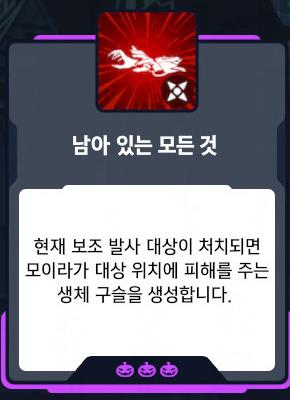 남아 있는 모든 것
현재 보조 발사 대상이 처치되면
모이라가 대상 위치에 피해를 주는
생체 구슬을 생성합니다.